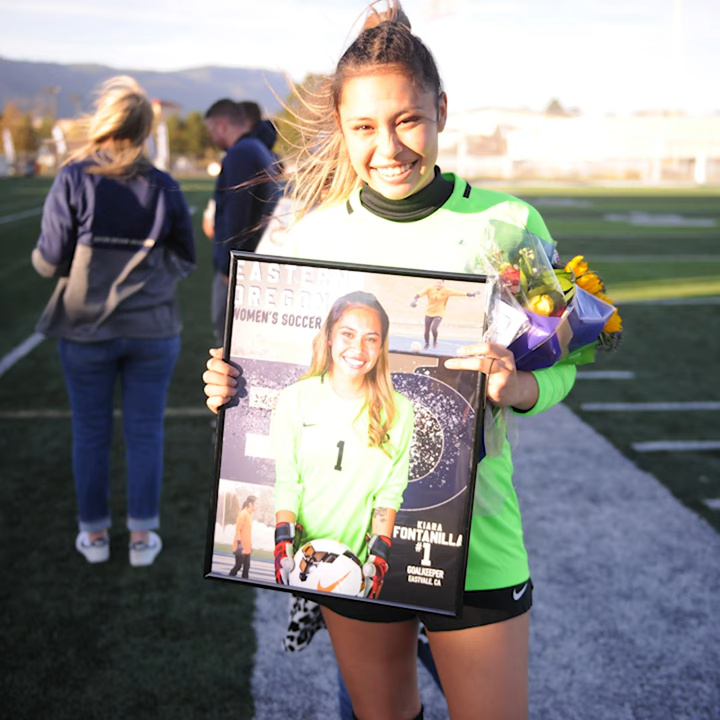 EASTERN
OREGON
WOMEN'S SOCCER
1
KIARA
FONTANILLA
#1
GOALKEEPER
EASTVALE, CA